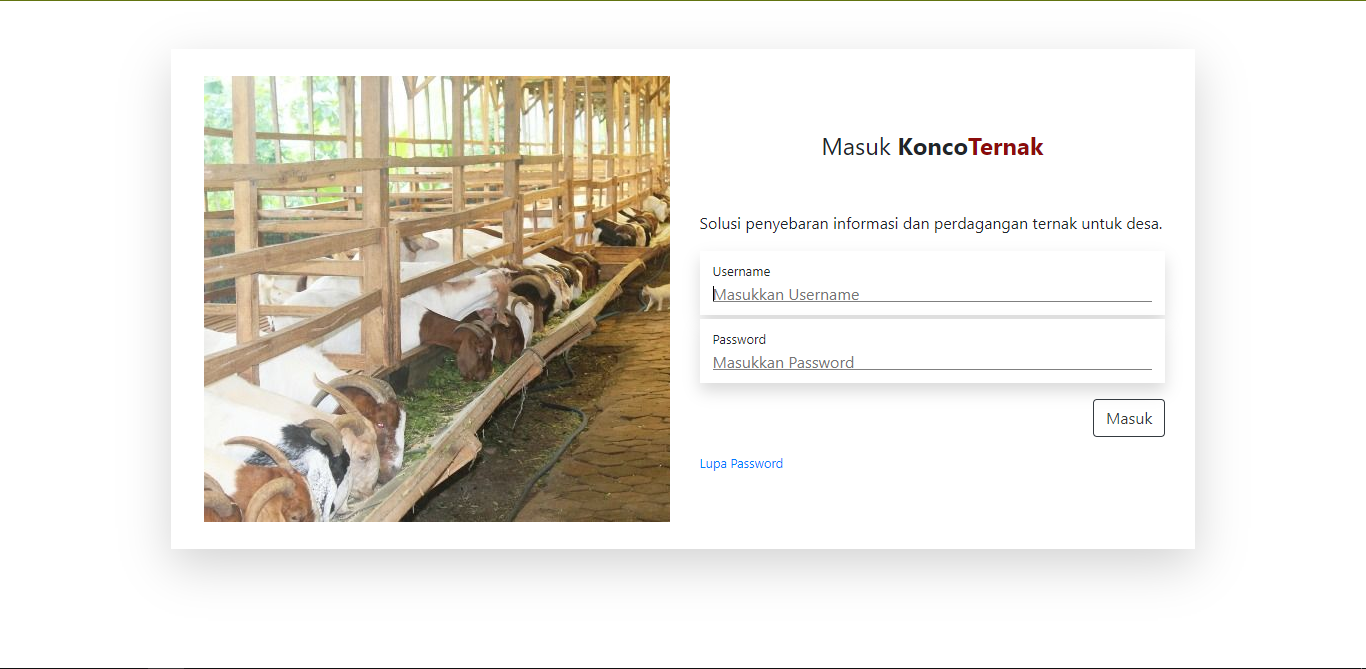 Masuk KoncoTernak
Solusi penyebaran informasi dan perdagangan ternak untuk desa.
Username
Masukkan Username
Password
Masukkan Password
Masuk
Lupa Password